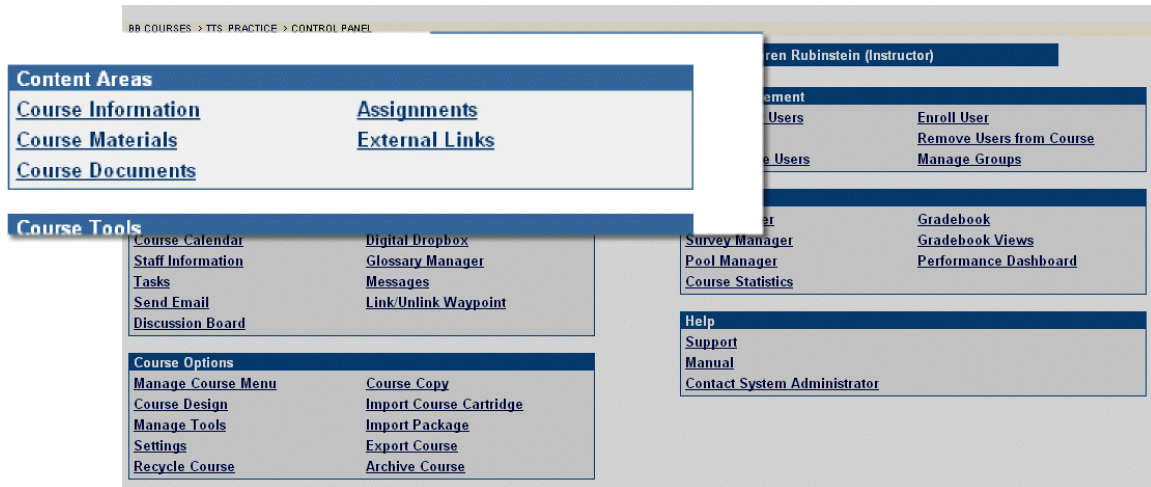 BB COURSES > TTS PRACTICE > CONTROL PANEL
Content Areas
Course Information Assignments
Course Materials External Links
Course Documents
Course Tools
Course Calendar Digital Dropbox
Staff Information Glossary Manager
Tasks Messages
Send Email Link/Unlink Waypoint
Discussion Board
Course Options
Manage Course Menu Course Copy
Course Design Import Course Cartridge
Manage Tools Import Package
Settings Export Course
Recycle Course Archive Course
Rubinstein (Instructor)
Users Enroll User
Remove Users from Course
Users Manage Groups
Gradebook
Survey Manager Gradebook Views
Pool Manager Performance Dashboard
Course Statistics
Help
Support
Manual
Contact System Administrator